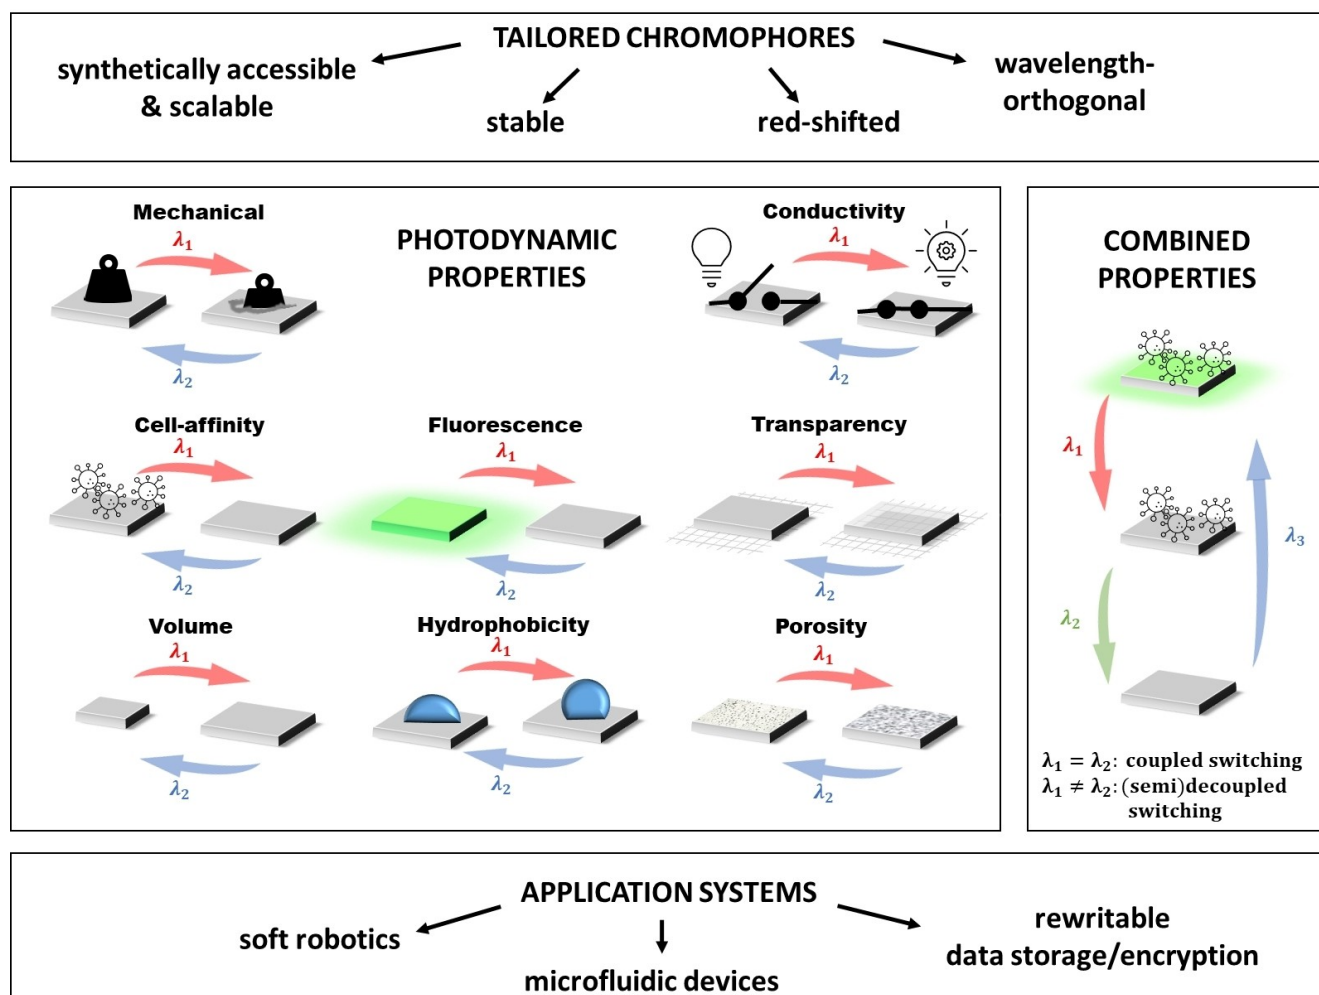 TAILORED CHROMOPHORES
synthetically accessible
& scalable
stable
red-shifted
wavelength-
orthogonal
PHOTODYNAMIC
PROPERTIES
Mechanical
λ1
λ2
Conductivity
λ1
λ2
Cell-affinity
λ1
λ2
Fluorescence
λ1
λ2
Transparency
λ1
λ2
Volume
λ1
λ2
Hydrophobicity
λ1
λ2
Porosity
λ1
λ2
COMBINED
PROPERTIES
λ1
λ3
λ2
λ1 = λ2: coupled switching
λ1 ≠ λ2: (semi)decoupled
switching
APPLICATION SYSTEMS
soft robotics
microfluidic devices
rewritable
data storage/encryption